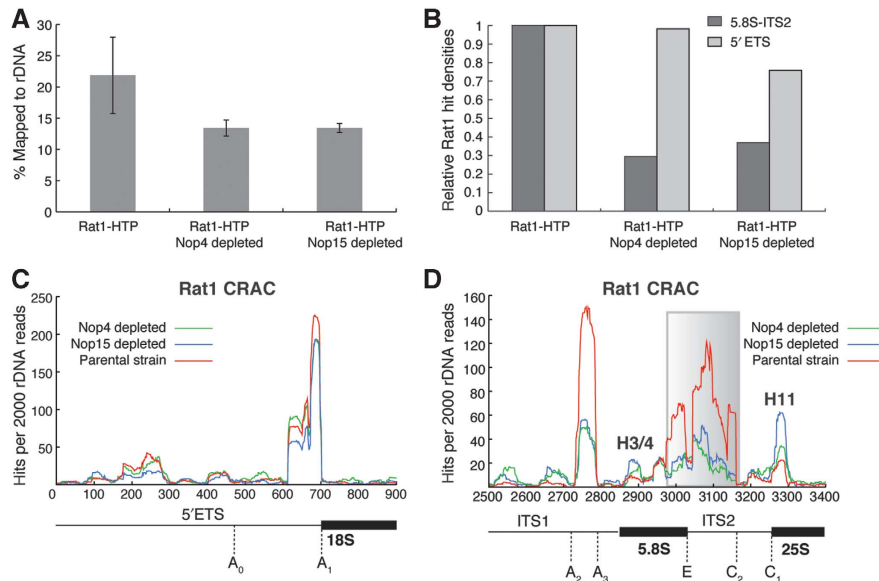 A
% Mapped to rDNA
30
25
20
15
10
5
0
Rat1-HTP
Rat1-HTP
Nop4 depleted
Rat1-HTP
Nop15 depleted
B
Relative Rat1 hit densities
1
0.9
0.8
0.7
0.6
0.5
0.4
0.3
0.2
0.1
0
5.8S-ITS2
5′ ETS
Rat1-HTP
Rat1-HTP
Nop4 depleted
Rat1-HTP
Nop15 depleted
C
Rat1 CRAC
Hits per 2000 rDNA reads
250
200
150
100
50
Nop4 depleted
Nop15 depleted
Parental strain
0 100 200 300 400 500 600 700 800 900
5′ETS
18S
A0
A1
D
Rat1 CRAC
Hits per 2000 rDNA reads
160
140
120
100
80
60
40
20
Nop4 depleted
Nop15 depleted
Parental strain
H3/4
H11
2500 2600 2700 2800 2900 3000 3100 3200 3300 3400
ITS1
5.8S
ITS2
25S
A2
A3
E
C2
C1